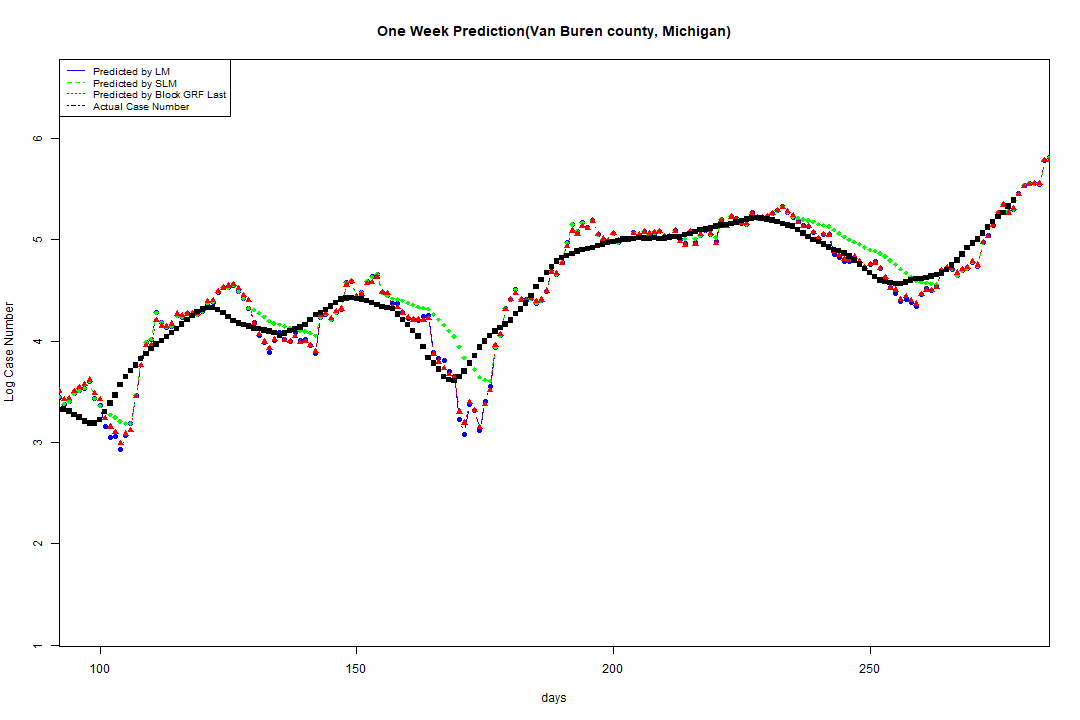 One Week Prediction(Van Buren county, Michigan)
Predicted by LM
Predicted by SLM
Predicted by Block GRF Last
Actual Case Number
6
5
4
3
2
1
Log Case Number
100 150 200 250
days